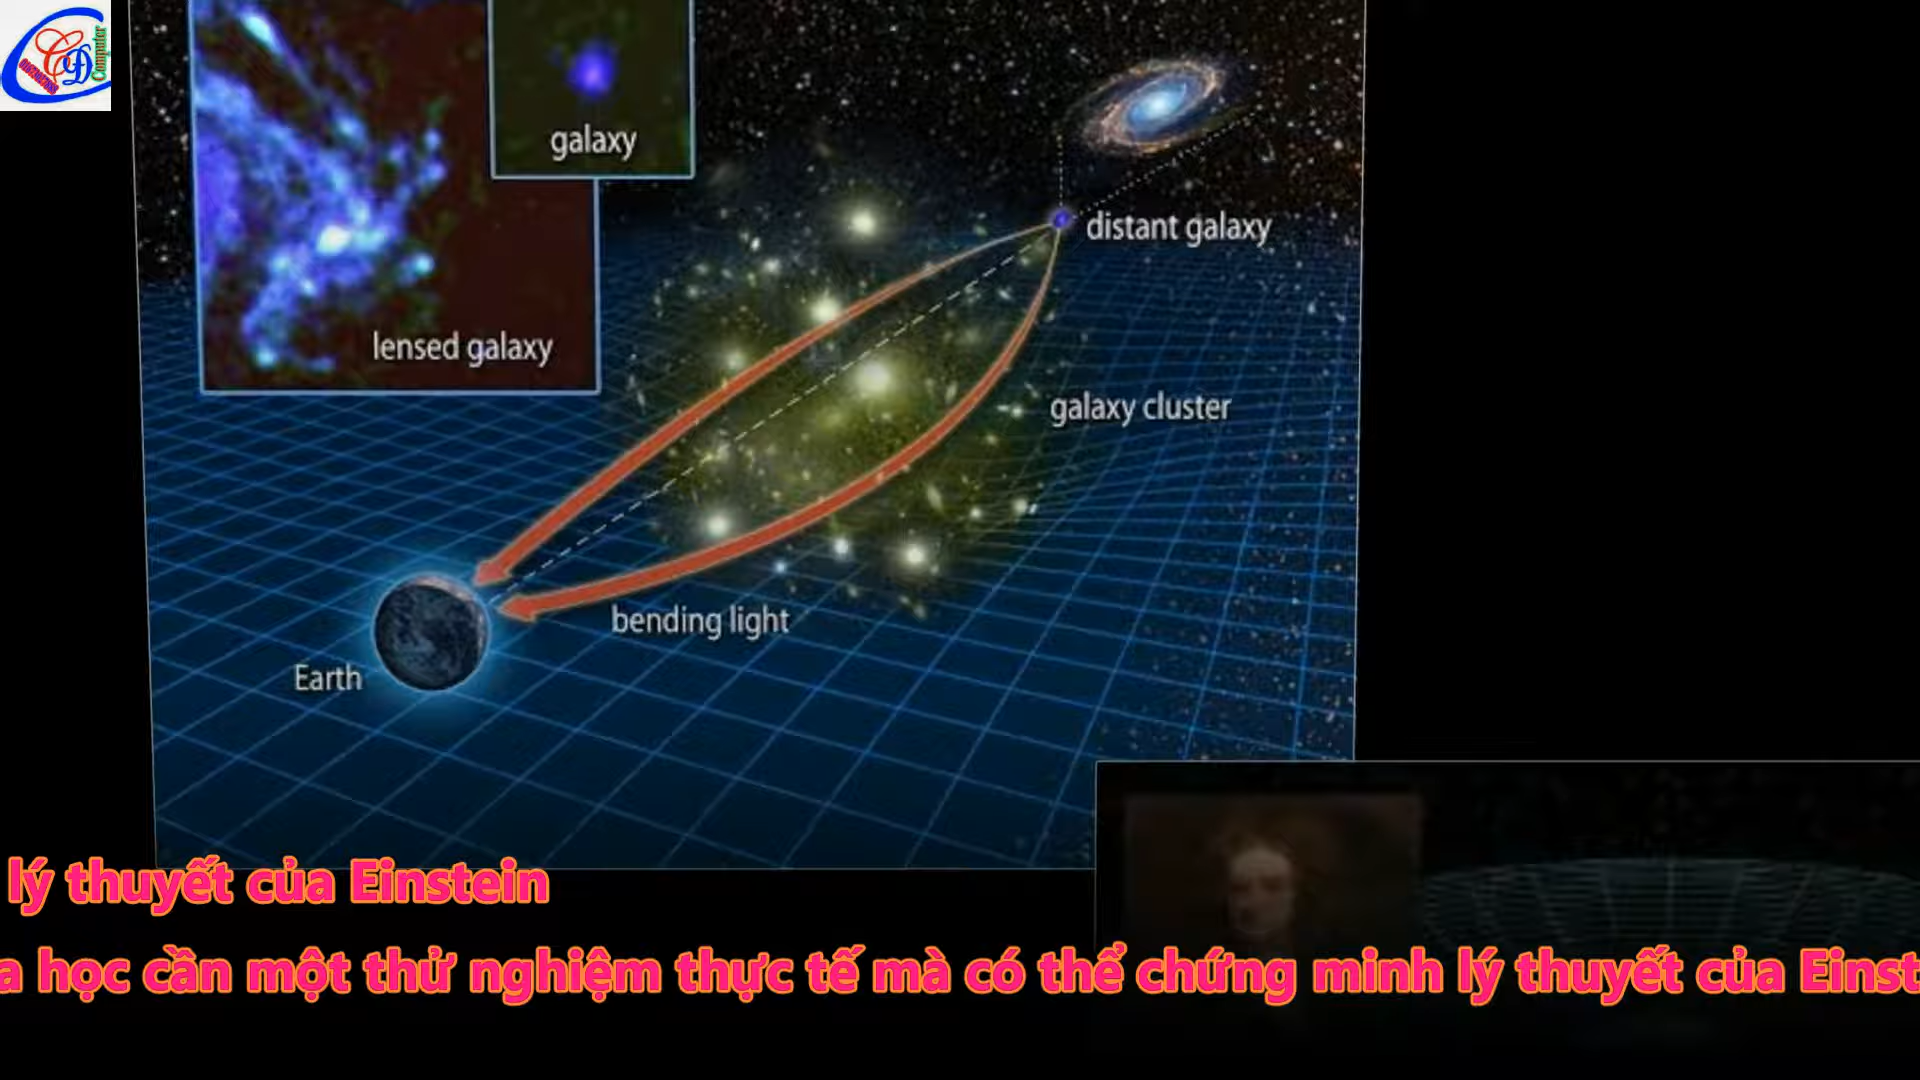 Computer
galaxy
distant galaxy
lensed galaxy
galaxy cluster
bending light
Earth
lý thuyết của Einstein
a học cần một thử nghiệm thực tế mà có thể chứng minh lý thuyết của Einst